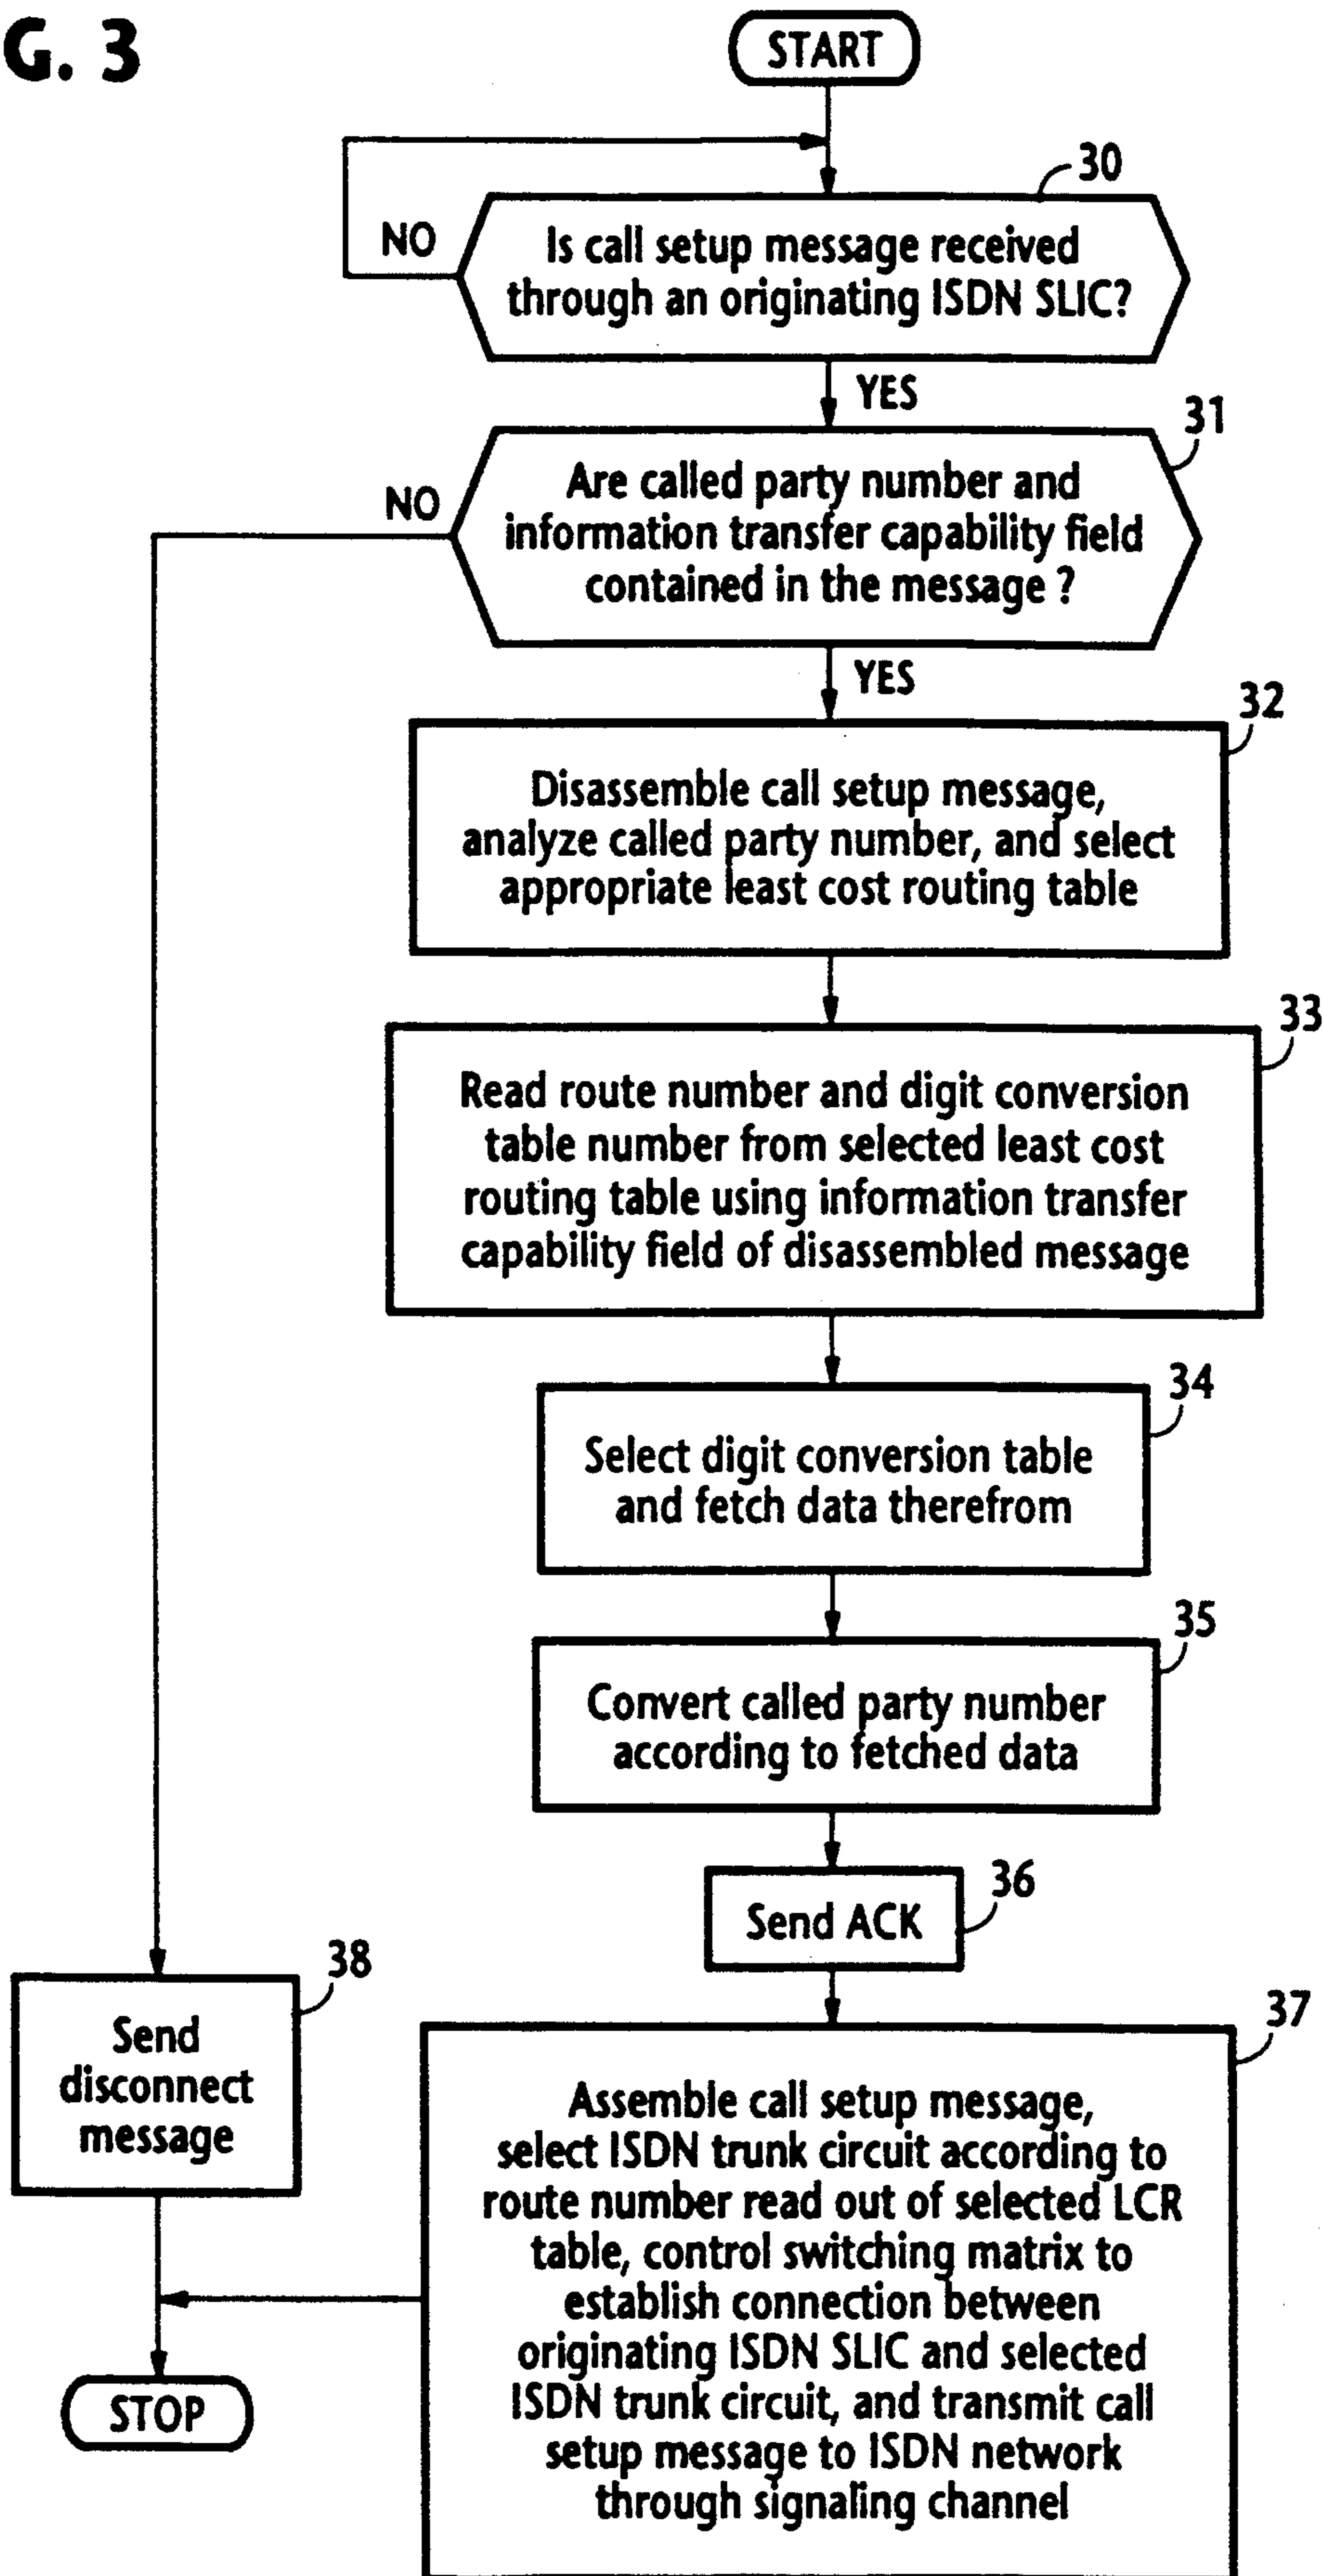 G. 3
START
30
NO
Is call setup message received
through an originating ISDN SLIC?
YES
31
NO
Are called party number and
information transfer capability field
contained in the message ?
YES
32
Disassemble call setup message,
analyze called party number, and select
appropriate least cost routing table
33
Read route number and digit conversion
table number from selected least cost
routing table using information transfer
capability field of disassembled message
34
Select digit conversion table
and fetch data therefrom
35
Convert called party number
according to fetched data
36
Send ACK
38
Send
disconnect
message
37
Assemble call setup message,
select ISDN trunk circuit according to
route number read out of selected LCR
table, control switching matrix to
establish connection between
originating ISDN SLIC and selected
ISDN trunk circuit, and transmit call
setup message to ISDN network
through signaling channel
STOP